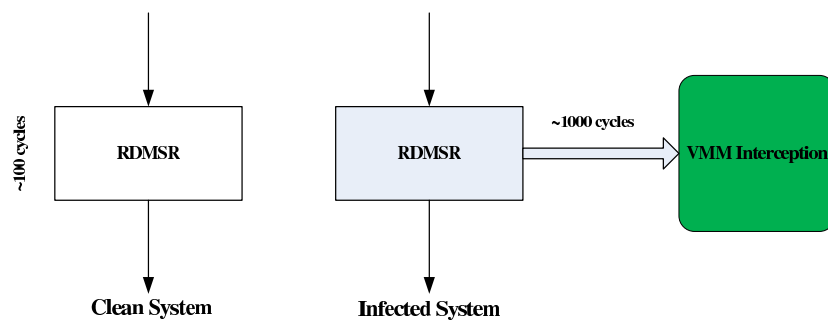 ~100 cycles
RDMSR
Clean System
RDMSR
~1000 cycles
VMM Interception
Infected System